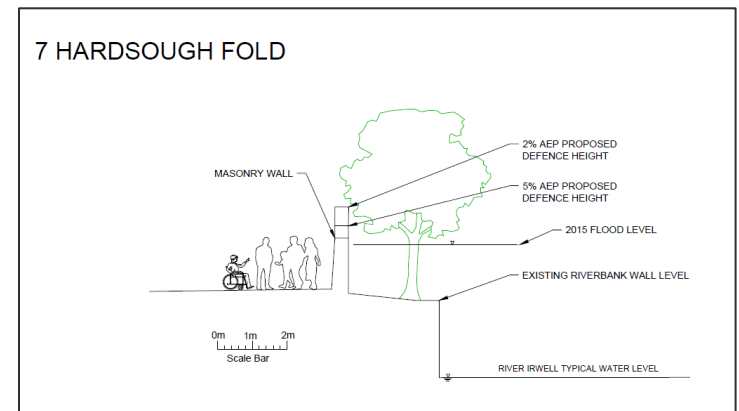 7 HARDSOUGH FOLD
2% AEP PROPOSED
DEFENCE HEIGHT
MASONRY WALL
5% AEP PROPOSED
DEFENCE HEIGHT
2015 FLOOD LEVEL
EXISTING RIVERBANK WALL LEVEL
0m 1m 2m
Scale Bar
RIVER IRWELL TYPICAL WATER LEVEL